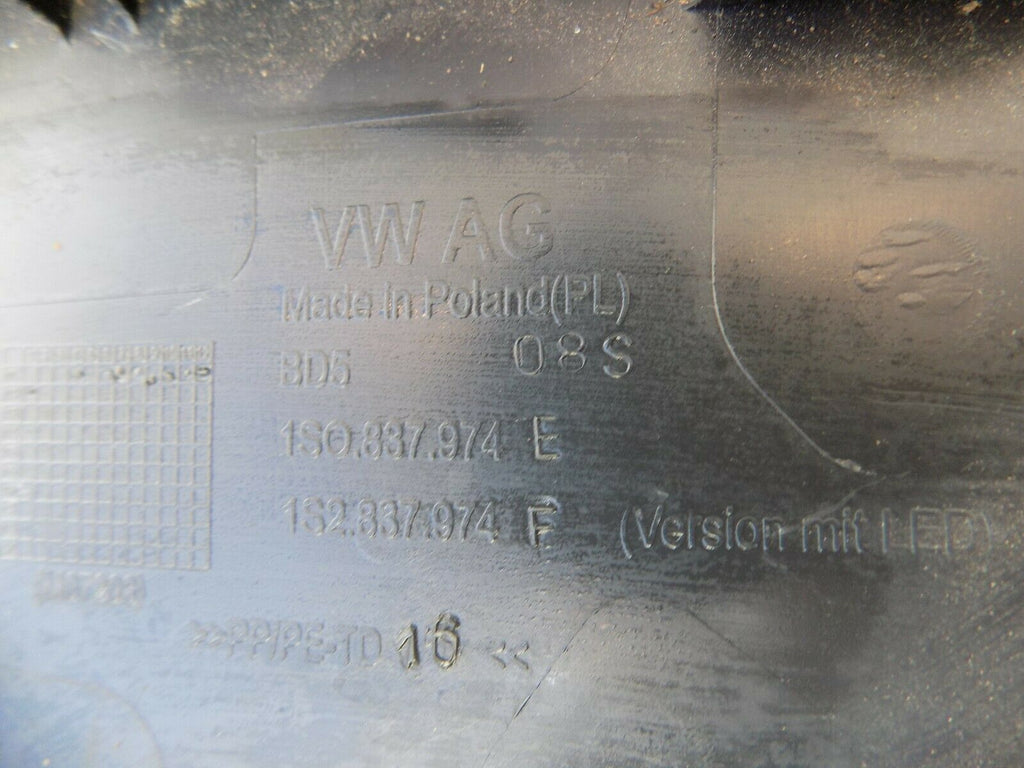 VW AG
Made in Poland(PL)
BD5 08S
1S0.837.974 E
1S2.837.974 F (Version mit LED)
>>PP/PE-TD 16 <<